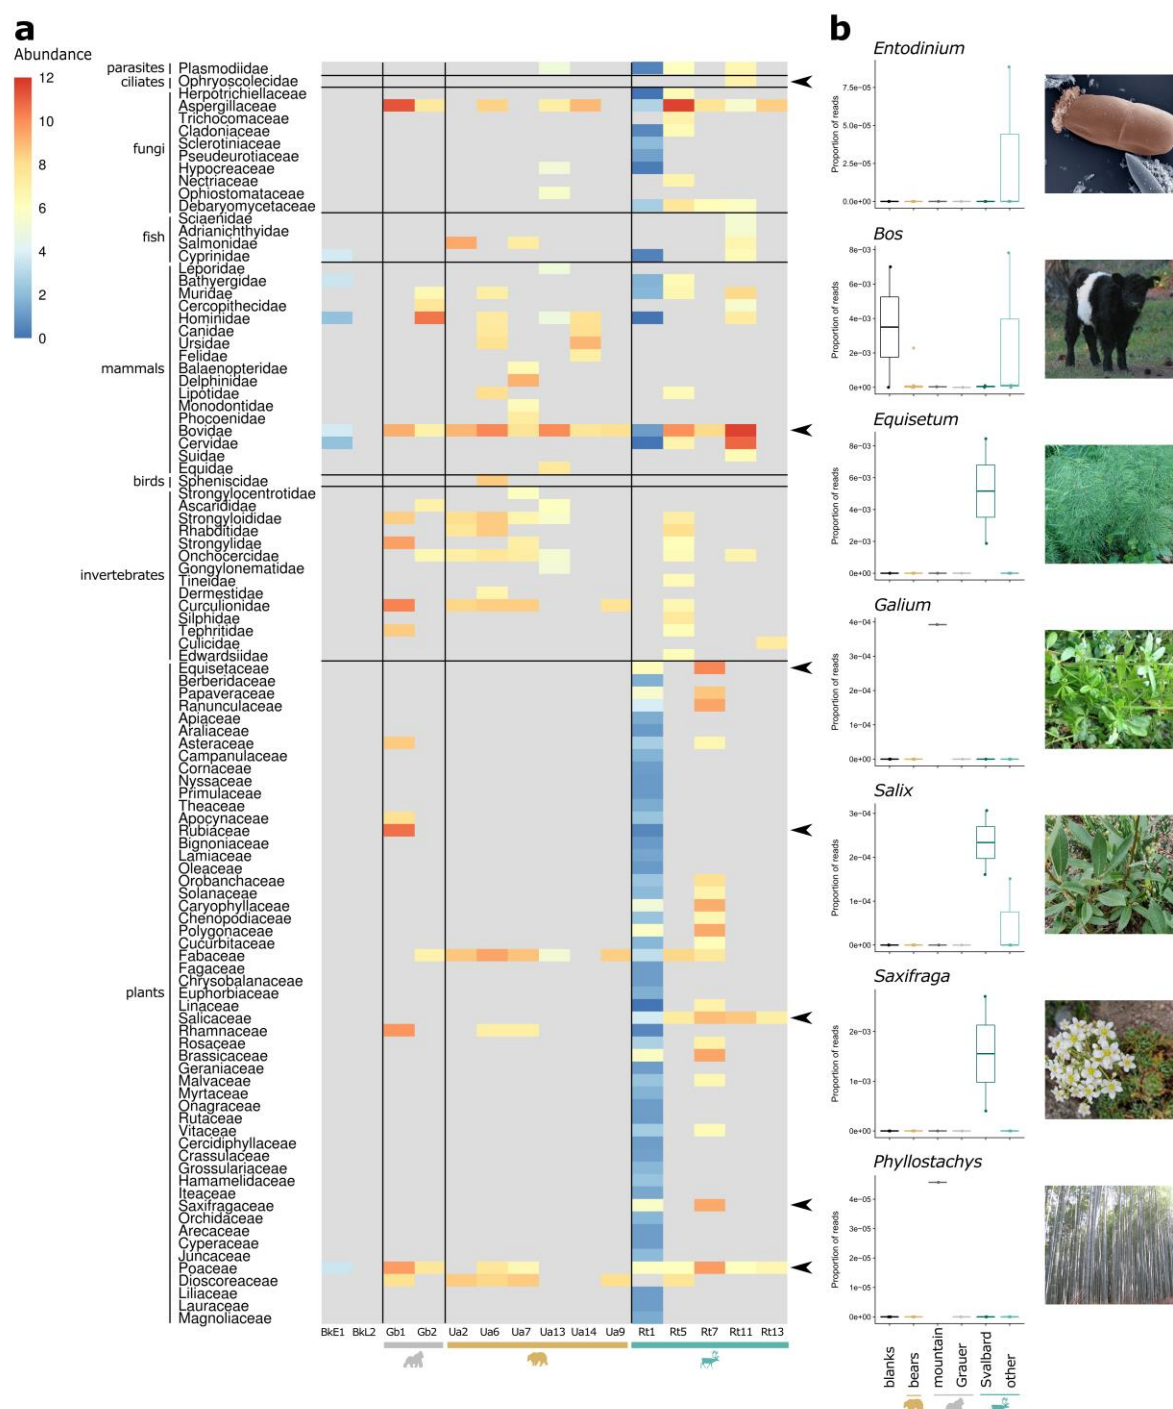 a
Abundance
12
10
8
6
4
2
0
parasites
ciliates
fungi
fish
mammals
birds
invertebrates
plants
Plasmodiidae
Ophryoscolecidae
Herpotrichiellaceae
Aspergillaceae
Trichocomaceae
Cladoniaceae
Sclerotiniaceae
Pseudeurotiaceae
Hypocreaceae
Nectriaceae
Ophiostomataceae
Debaryomycetaceae
Sciaenidae
Adrianichthyidae
Salmonidae
Cyprinidae
Leporidae
Bathyergidae
Muridae
Cercopithecidae
Hominidae
Canidae
Ursidae
Felidae
Balaenopteridae
Delphinidae
Lipotidae
Monodontidae
Phocoenidae
Bovidae
Cervidae
Suidae
Equidae
Spheniscidae
Strongylocentrotidae
Ascarididae
Strongyloididae
Rhabditidae
Strongylidae
Onchocercidae
Gongylonematidae
Tineidae
Dermestidae
Curculionidae
Silphidae
Tephritidae
Culicidae
Edwardsiidae
Equisetaceae
Berberidaceae
Papaveraceae
Ranunculaceae
Apiaceae
Araliaceae
Asteraceae
Campanulaceae
Cornaceae
Nyssaceae
Primulaceae
Theaceae
Apocynaceae
Rubiaceae
Bignoniaceae
Lamiaceae
Oleaceae
Orobanchaceae
Solanaceae
Caryophyllaceae
Chenopodiaceae
Polygonaceae
Cucurbitaceae
Fabaceae
Fagaceae
Chrysobalanaceae
Euphorbiaceae
Linaceae
Salicaceae
Rhamnaceae
Rosaceae
Brassicaceae
Geraniaceae
Malvaceae
Myrtaceae
Onagraceae
Rutaceae
Vitaceae
Cercidiphyllaceae
Crassulaceae
Grossulariaceae
Hamamelidaceae
Iteaceae
Saxifragaceae
Orchidaceae
Arecaceae
Cyperaceae
Juncaceae
Poaceae
Dioscoreaceae
Liliaceae
Lauraceae
Magnoliaceae
BkE1 BkL2 Gb1 Gb2 Ua2 Ua6 Ua7 Ua13 Ua14 Ua9 Rt1 Rt5 Rt7 Rt11 Rt13
b
Entodinium
Proportion of reads
7.5e-05
5.0e-05
2.5e-05
0.0e+00
Bos
Proportion of reads
8e-03
6e-03
4e-03
2e-03
0e+00
Equisetum
Proportion of reads
8e-03
6e-03
4e-03
2e-03
0e+00
Galium
Proportion of reads
4e-04
3e-04
2e-04
1e-04
0e+00
Salix
Proportion of reads
3e-04
2e-04
1e-04
0e+00
Saxifraga
Proportion of reads
2e-03
1e-03
0e+00
Phyllostachys
Proportion of reads
4e-05
3e-05
2e-05
1e-05
0e+00
blanks
bears
mountain
Grauer
Svalbard
other